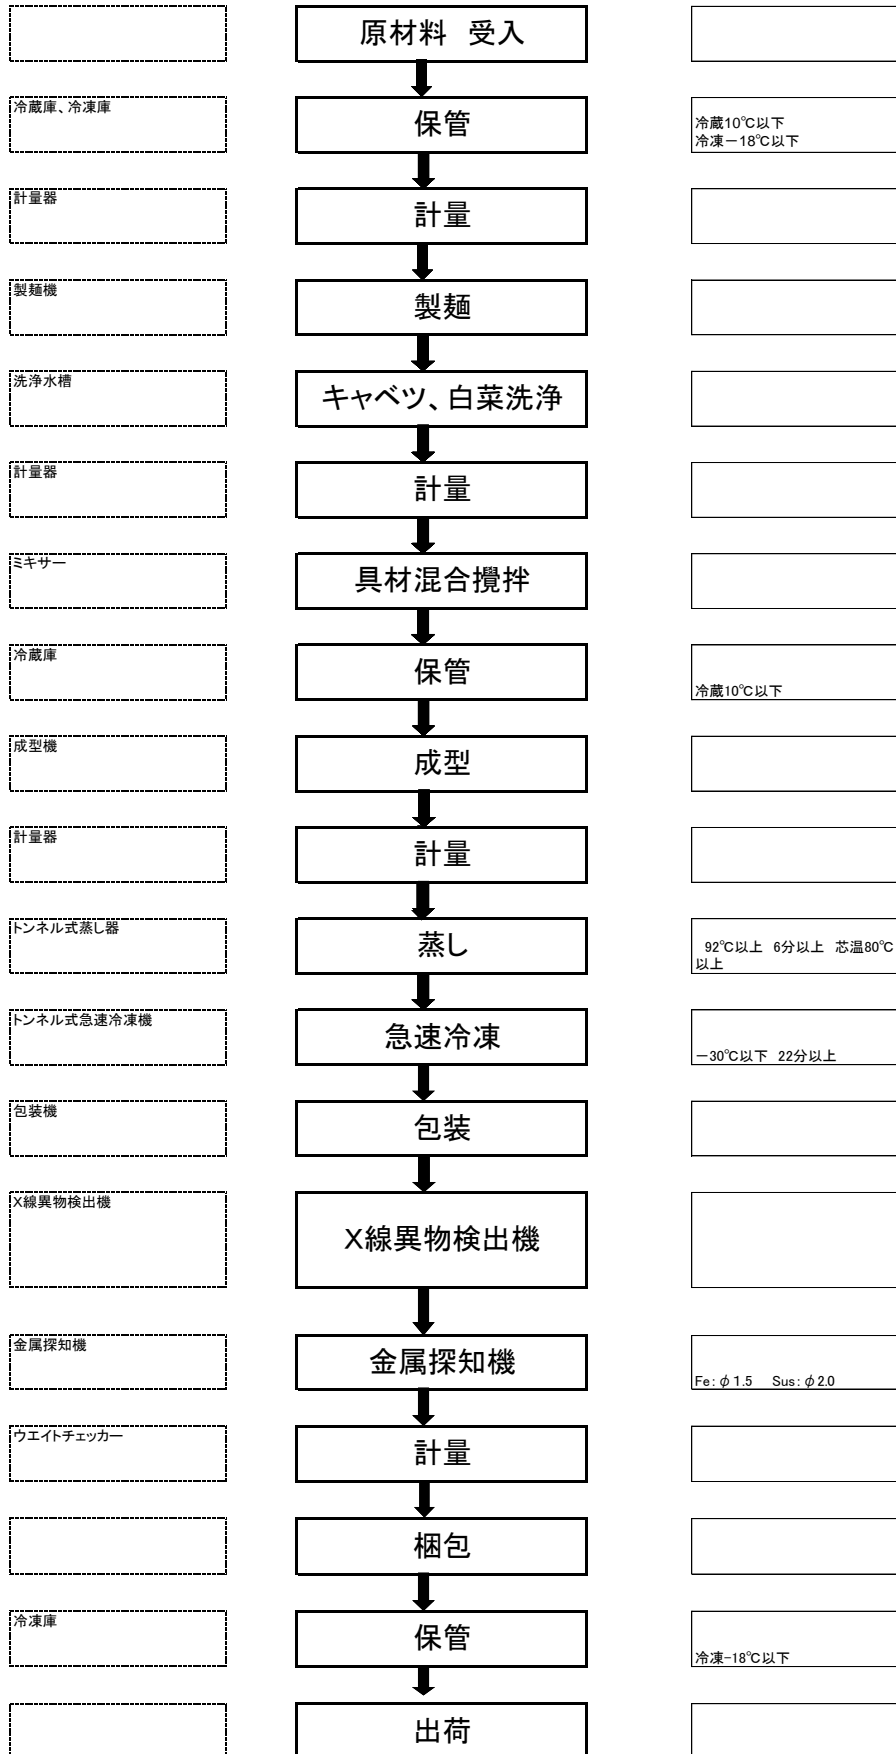 原材料　受入
冷蔵庫、冷凍庫
保管
冷蔵10℃以下
冷凍－18℃以下
計量器
計量
製麺機
製麺
洗浄水槽
キャベツ、白菜洗浄
計量器
計量
ミキサー
具材混合攪拌
冷蔵庫
保管
冷蔵10℃以下
成型機
成型
計量器
計量
トンネル式蒸し器
蒸し
92℃以上　6分以上　芯温80℃
以上
トンネル式急速冷凍機
急速冷凍
－30℃以下　22分以上
包装機
包装
X線異物検出機
X線異物検出機
金属探知機
金属探知機
Fe：φ1.5　Sus：φ2.0
ウエイトチェッカー
計量
梱包
冷凍庫
保管
冷凍-18℃以下
出荷